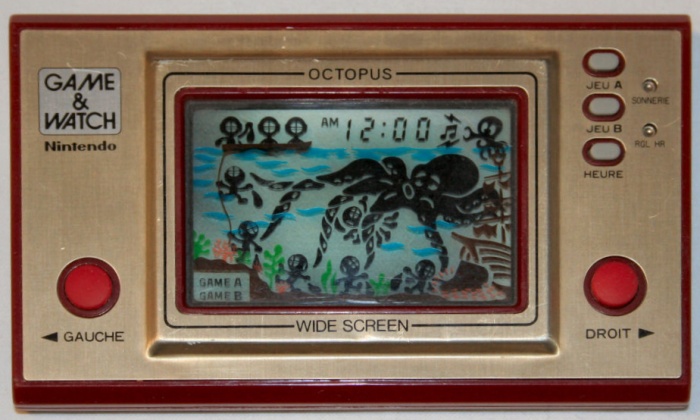 GAME
&
WATCH
Nintendo
OCTOPUS
AM 12:00
GAME A
GAME B
WIDE SCREEN
◄ GAUCHE
JEU A
SONNERIE
JEU B
RGL HR
HEURE
DROIT ►